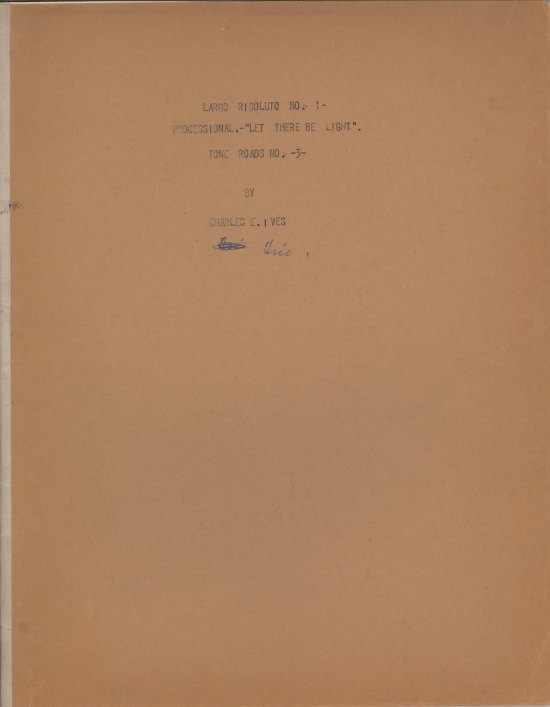 LARGO RISOLUTO NO. -1-
PROCESSIONAL,-"LET THERE BE LIGHT".
TONE ROADS NO. -3-
BY
CHARLES E. IVES
Trio.